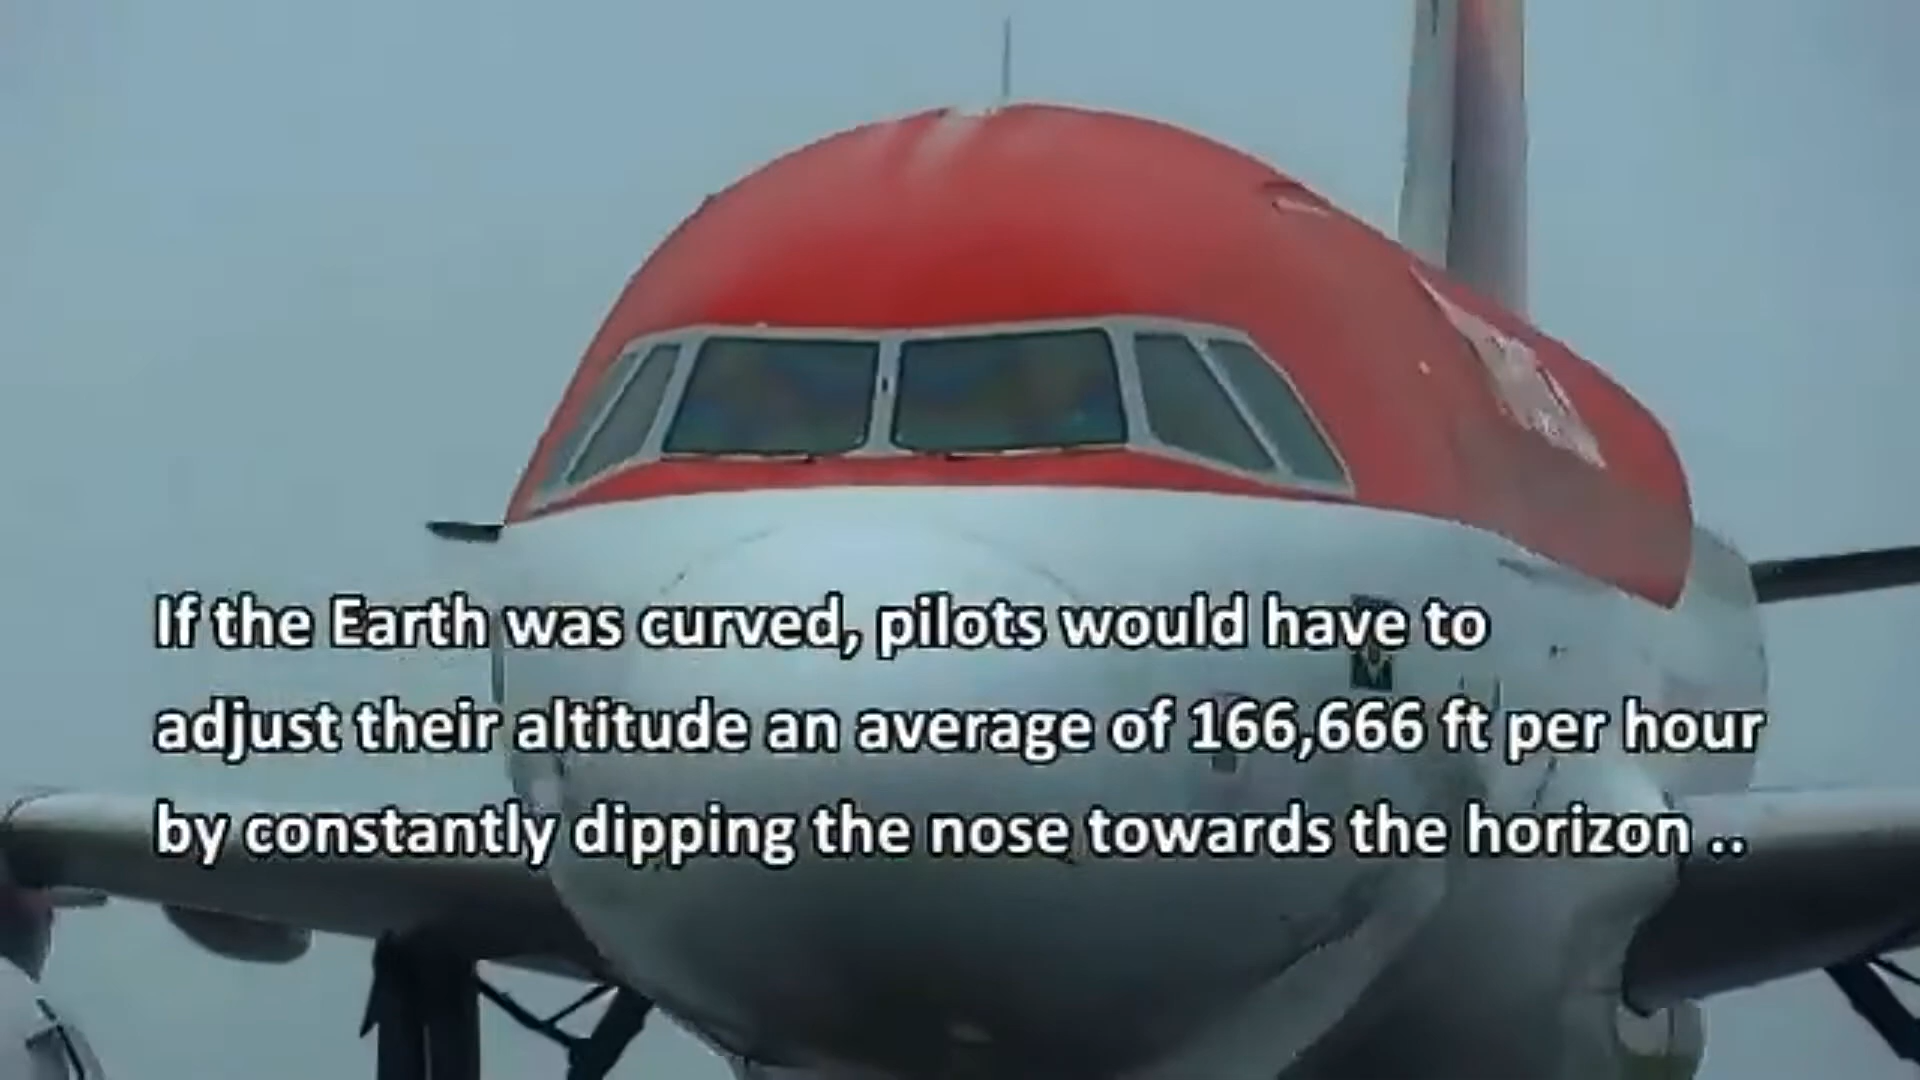 If the Earth was curved, pilots would have to
adjust their altitude an average of 166,666 ft per hour
by constantly dipping the nose towards the horizon ..